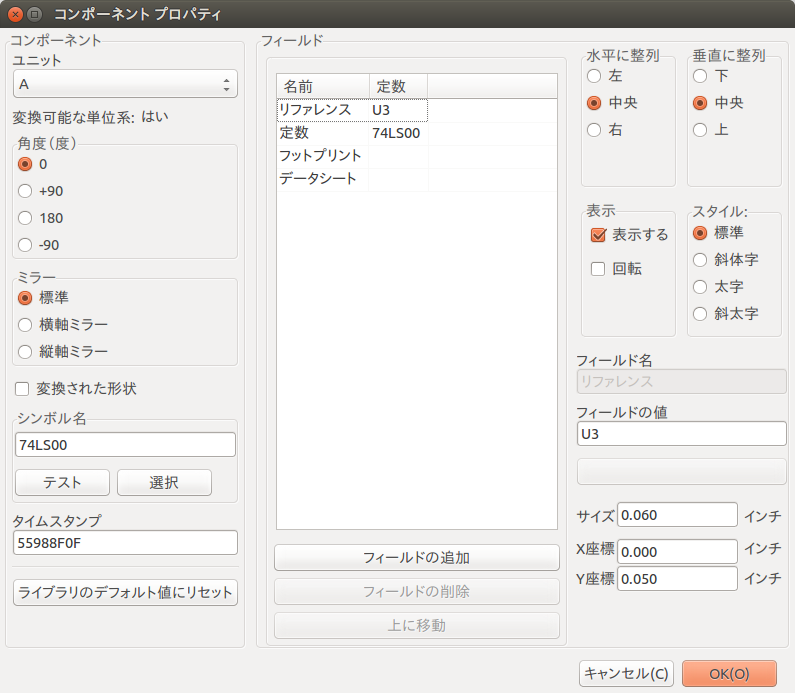 コンポーネント プロパティ
コンポーネント
ユニット
A
変換可能な単位系: はい
角度（度）
0
+90
180
-90
ミラー
標準
横軸ミラー
縦軸ミラー
変換された形状
シンボル名
74LS00
テスト 選択
タイムスタンプ
55988F0F
ライブラリのデフォルト値にリセット
フィールド
名前 定数
リファレンス U3
定数 74LS00
フットプリント
データシート
フィールドの追加
フィールドの削除
上に移動
水平に整列
左
中央
右
垂直に整列
下
中央
上
表示
表示する
回転
スタイル:
標準
斜体字
太字
斜太字
フィールド名
リファレンス
フィールドの値
U3
サイズ 0.060 インチ
X座標 0.000 インチ
Y座標 0.050 インチ
キャンセル(C) OK(O)